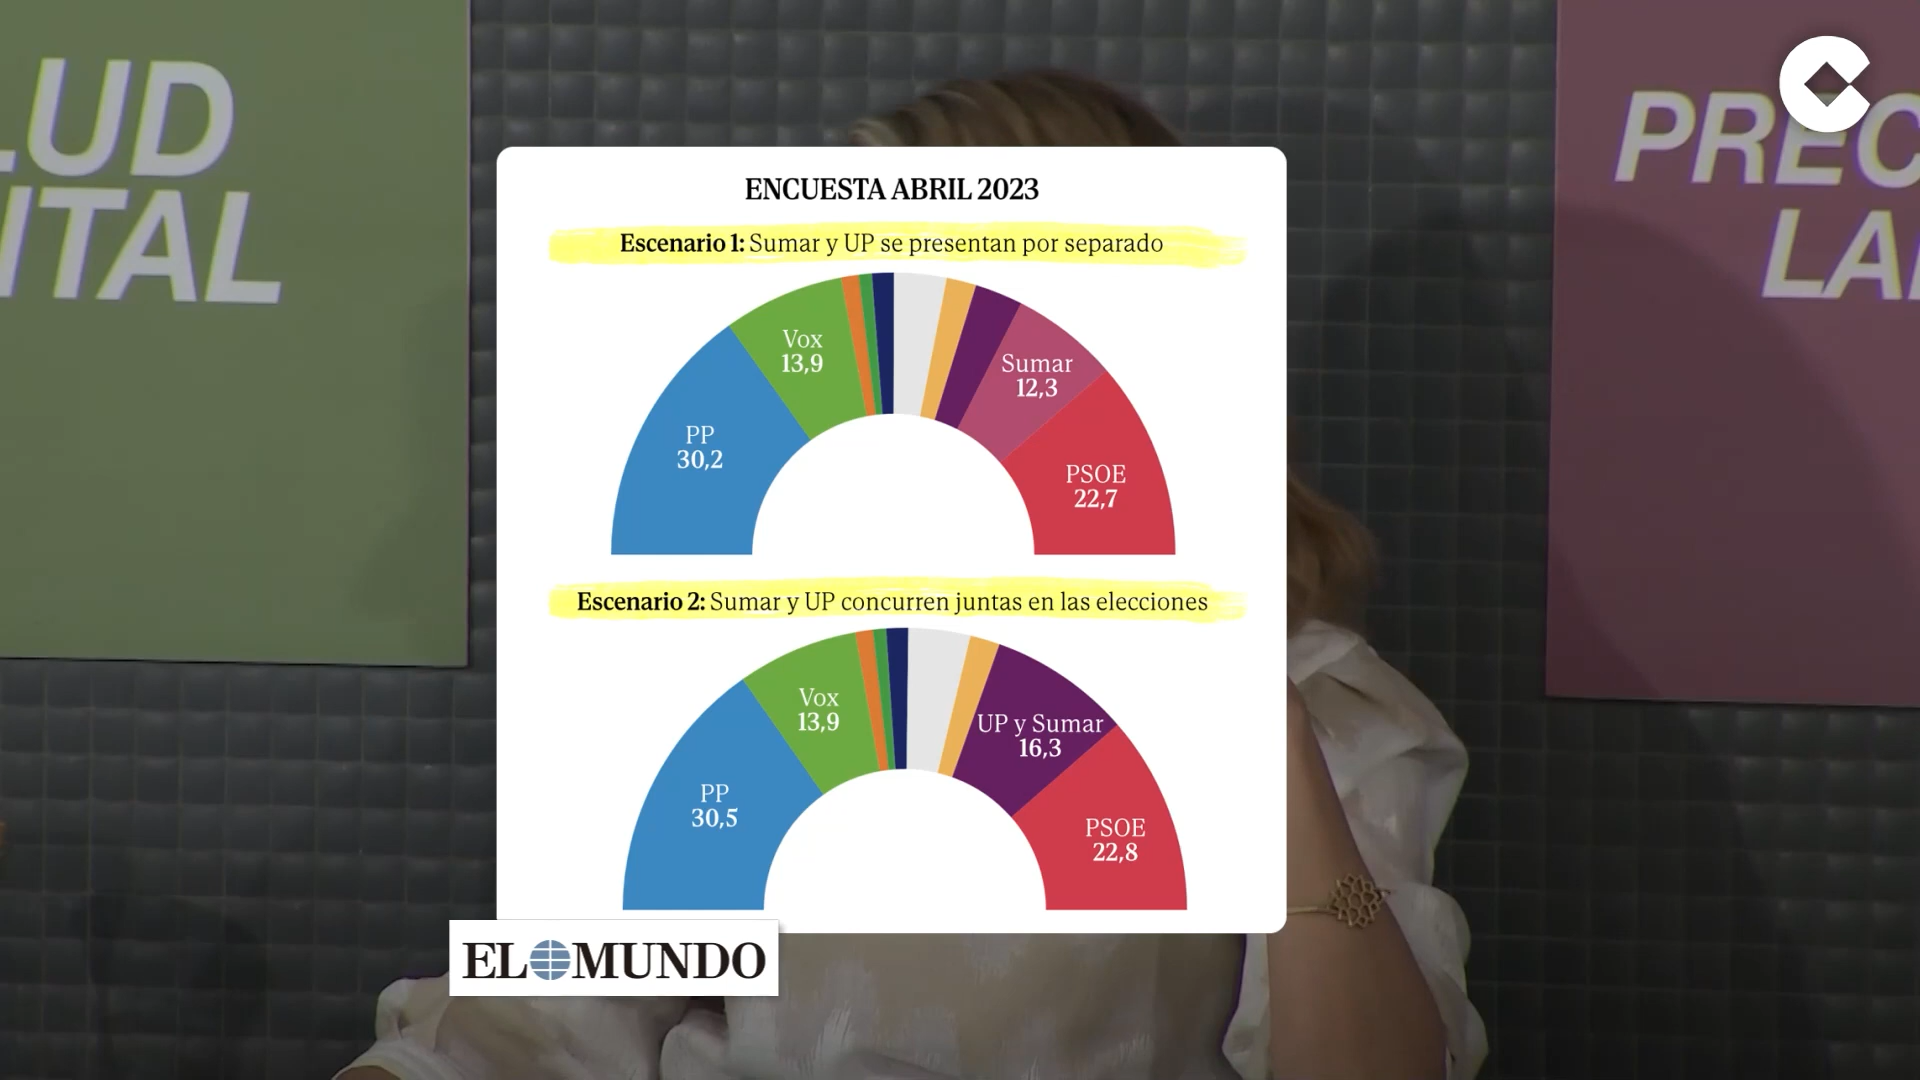 LUD
ITAL
PREC
LA
ENCUESTA ABRIL 2023
Escenario 1: Sumar y UP se presentan por separado
Vox
13,9
Sumar
12,3
PP
30,2
PSOE
22,7
Escenario 2: Sumar y UP concurren juntas en las elecciones
Vox
13,9
UP y Sumar
16,3
PP
30,5
PSOE
22,8
EL MUNDO